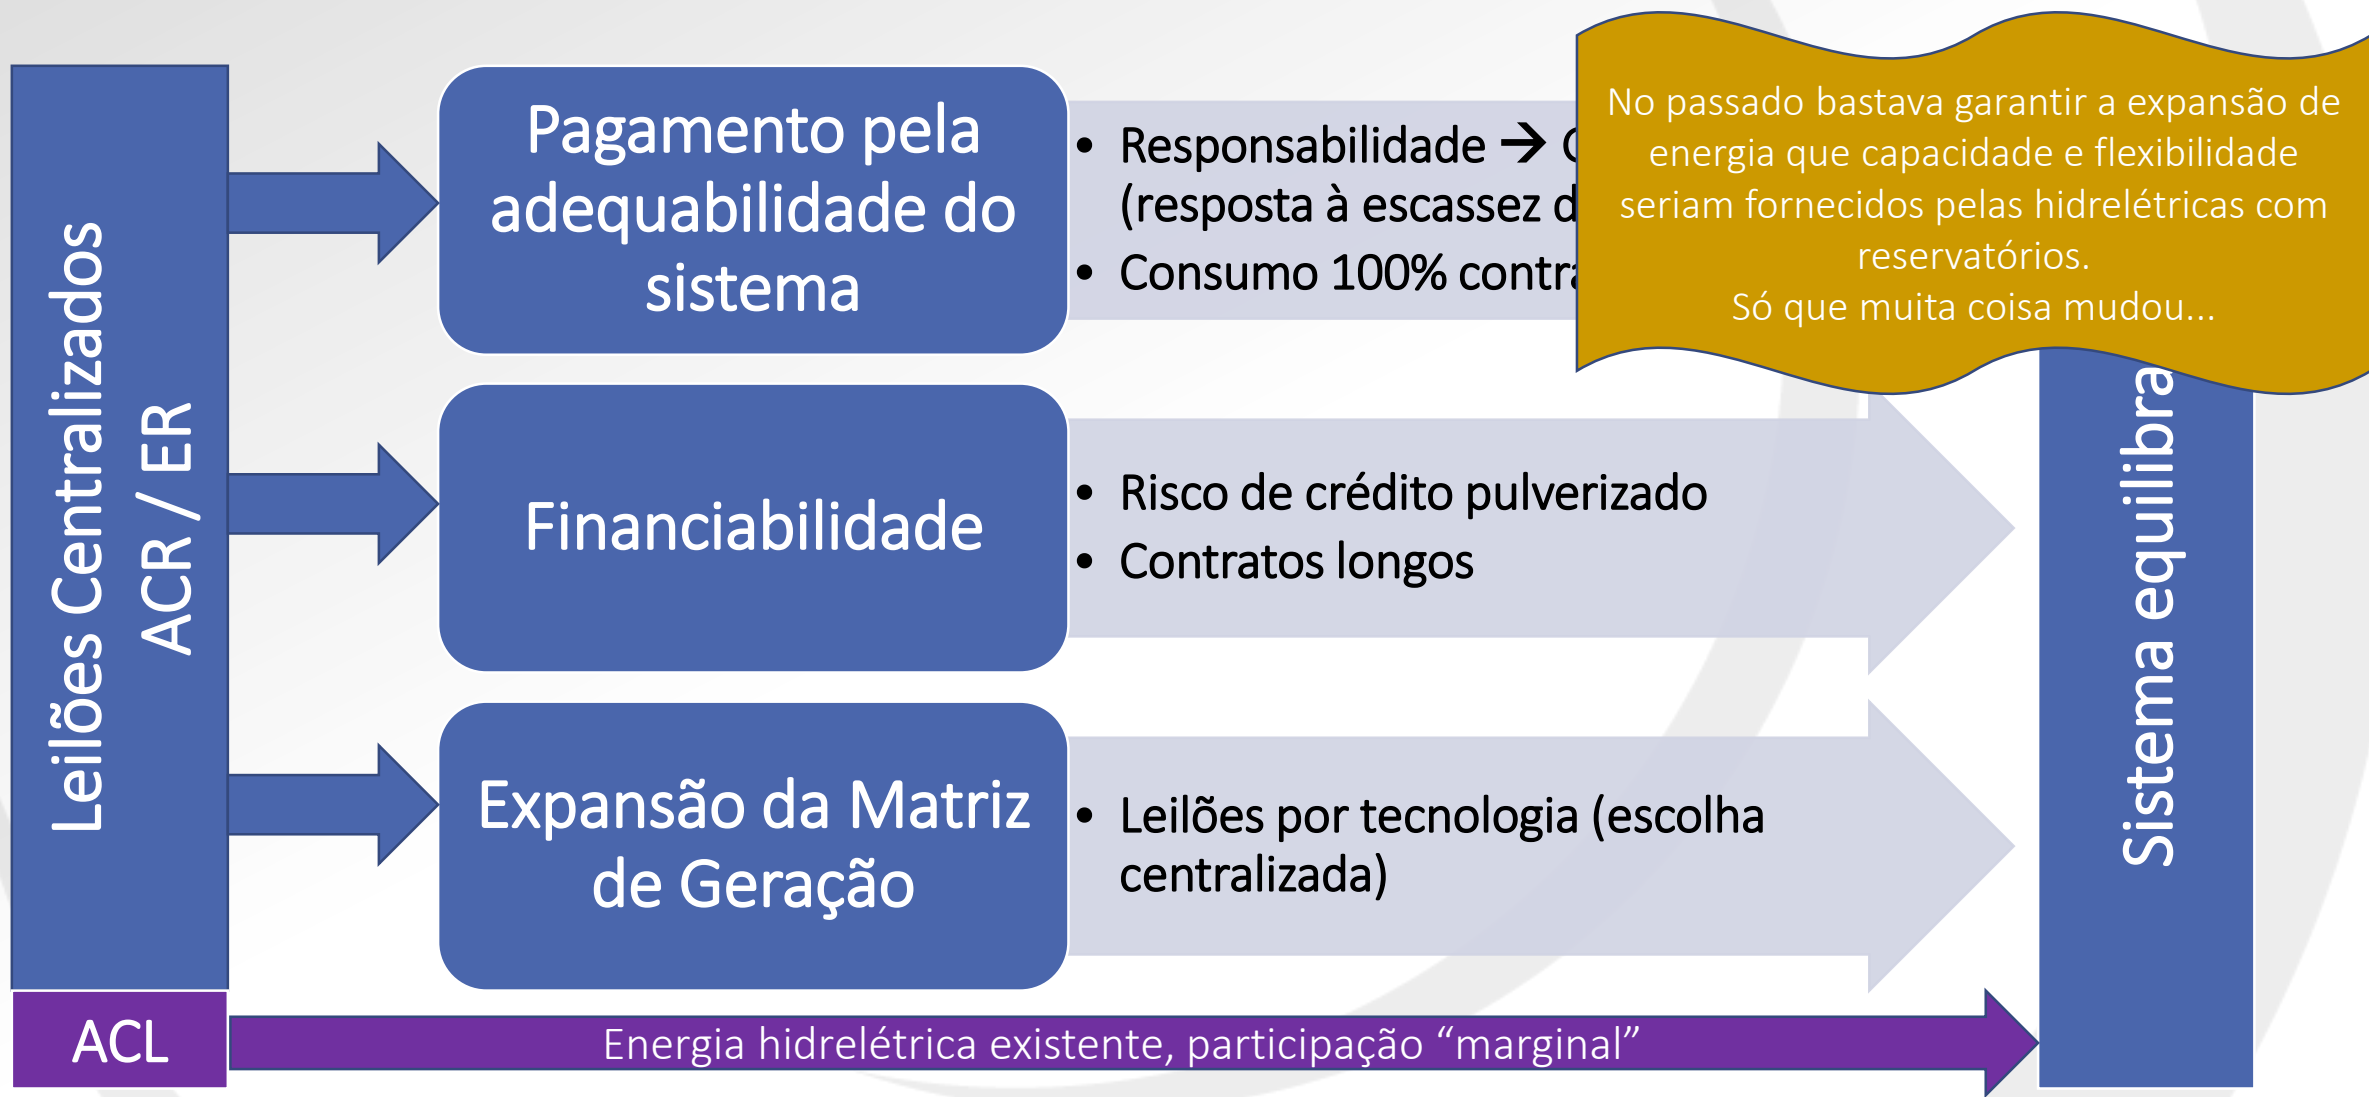 Leilões Centralizados
ACR / ER
ACL
Pagamento pela
adequabilidade do
sistema
• Responsabilidade →
(resposta à escassez
• Consumo 100%
No passado bastava garantir a expansão de
energia que capacidade e flexibilidade
seriam fornecidos pelas hidrelétricas com
reservatórios.
Só que muita coisa mudou...
Financiabilidade
• Risco de crédito pulverizado
• Contratos longos
Expansão da Matriz
de Geração
• Leilões por tecnologia (escolha
centralizada)
Energia hidrelétrica existente, participação “marginal”
Sistema